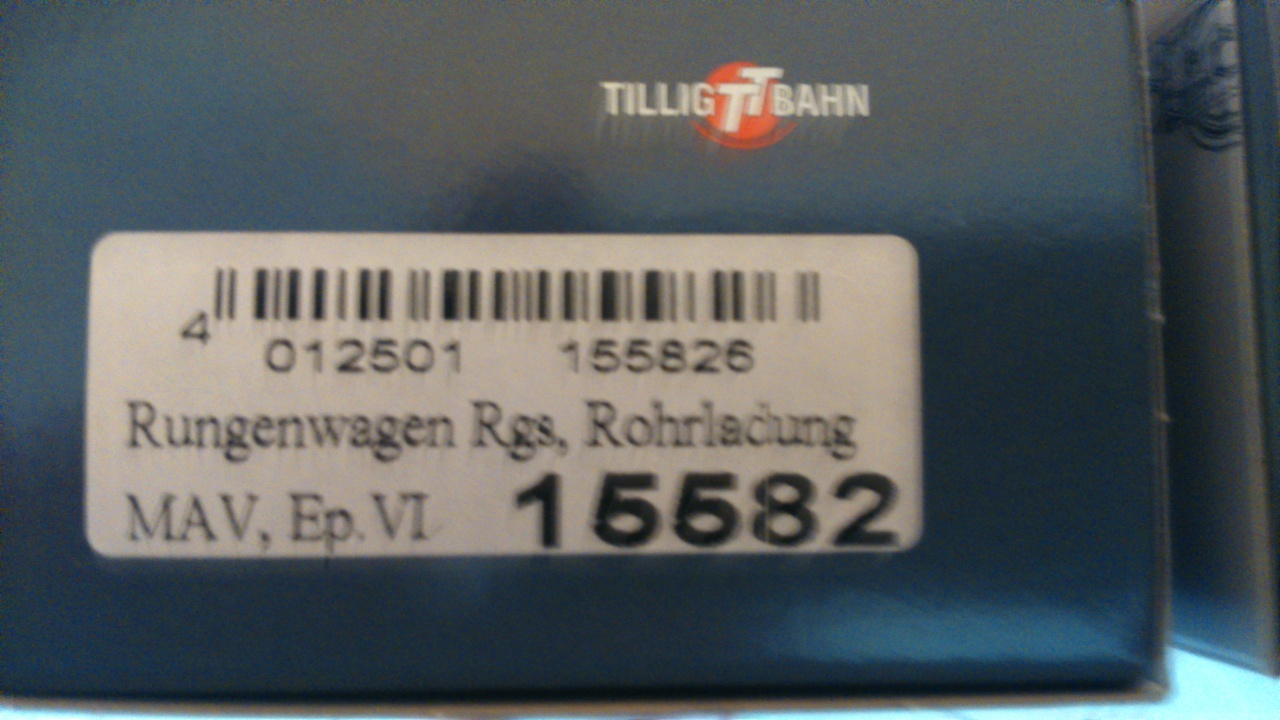 TILLIG TT BAHN
4 012501 155826
Rungenwagen Rgs, Rohrladung
MAV, Ep. VI 15582